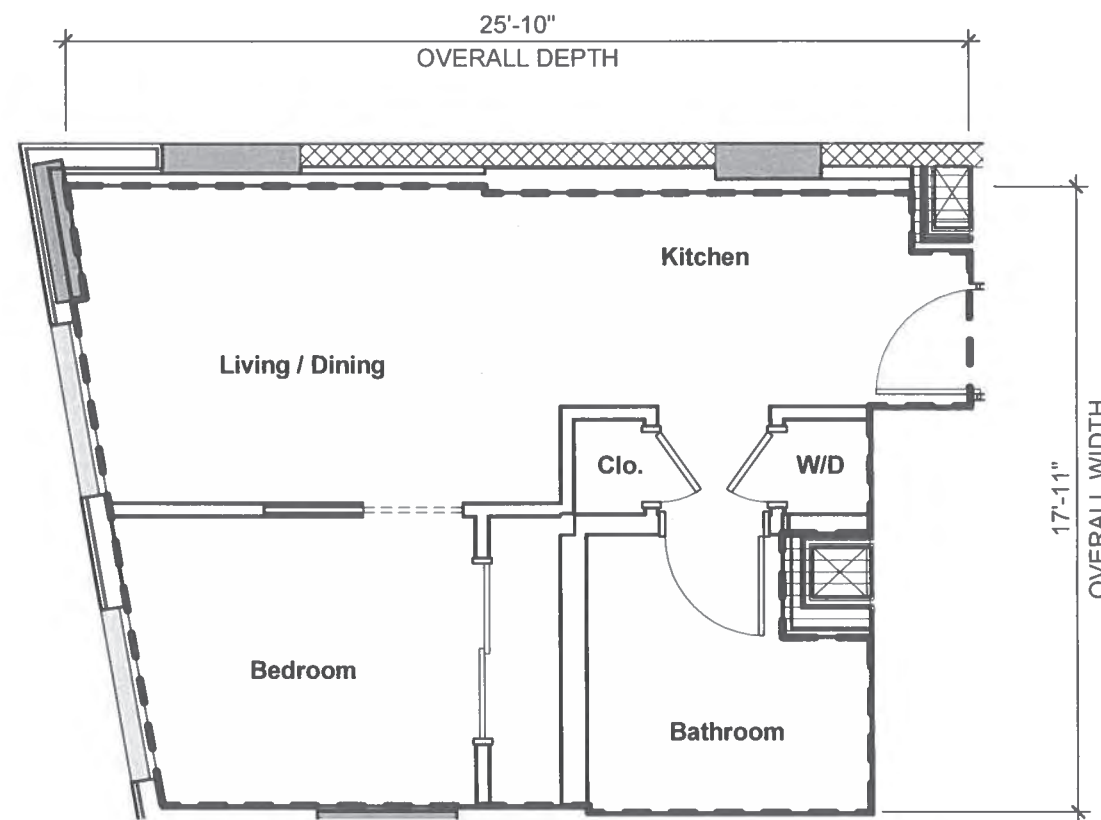 25'-10"
OVERALL DEPTH
Kitchen
Living / Dining
Clo.
W/D
17'-11"
OVERALL WIDTH
Bedroom
Bathroom